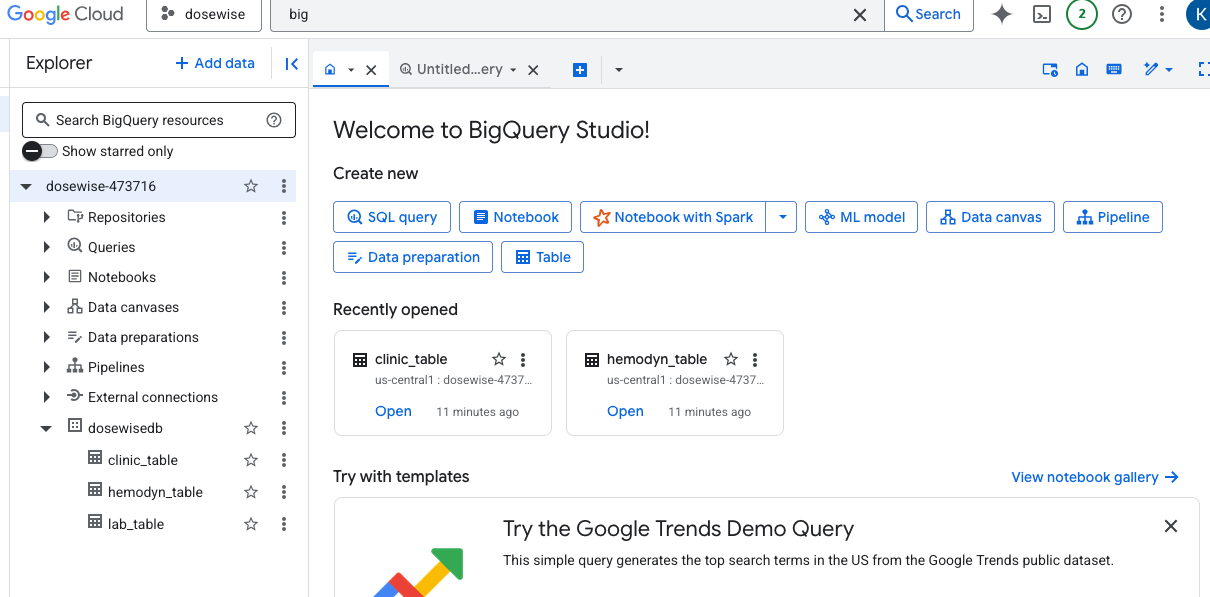 Google Cloud
dosewise
big
Search
2
K
Explorer
+ Add data
Untitled...ery
Search BigQuery resources
Show starred only
dosewise-473716
Repositories
Queries
Notebooks
Data canvases
Data preparations
Pipelines
External connections
dosewisedb
clinic_table
hemodyn_table
lab_table
Welcome to BigQuery Studio!
Create new
SQL query
Notebook
Notebook with Spark
ML model
Data canvas
Pipeline
Data preparation
Table
Recently opened
clinic_table
us-central1 : dosewise-4737...
Open
11 minutes ago
hemodyn_table
us-central1 : dosewise-4737...
Open
11 minutes ago
Try with templates
View notebook gallery
Try the Google Trends Demo Query
This simple query generates the top search terms in the US from the Google Trends public dataset.